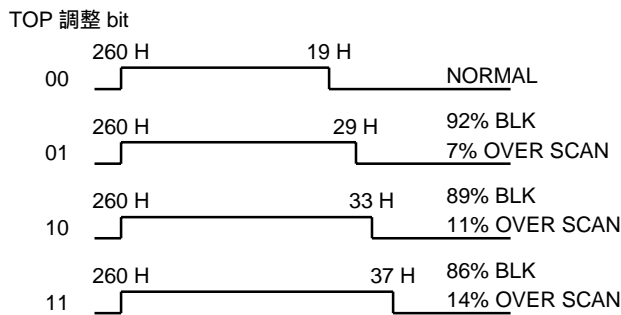 TOP 調整 bit
260 H 19 H
00 NORMAL
260 H 29 H 92% BLK
01 7% OVER SCAN
260 H 33 H 89% BLK
10 11% OVER SCAN
260 H 37 H 86% BLK
11 14% OVER SCAN